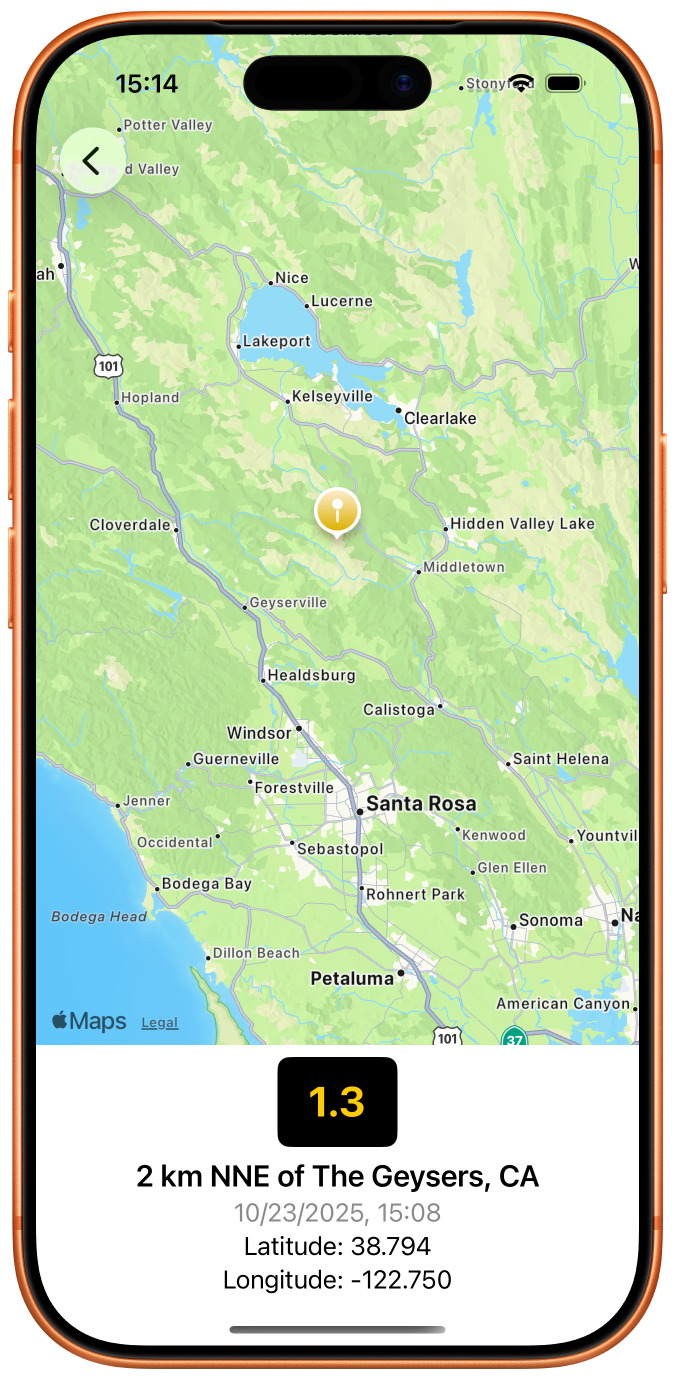 15:14
Stonyford
Potter Valley
d Valley
ah
W
Nice
Lucerne
Lakeport
101
Hopland
Kelseyville
Clearlake
Cloverdale
Hidden Valley Lake
Middletown
Geyserville
Healdsburg
Calistoga
Windsor
Guerneville
Saint Helena
Forestville
Jenner
Santa Rosa
Occidental
Kenwood
Yountvil
Sebastopol
Glen Ellen
Bodega Bay
Rohnert Park
Bodega Head
Sonoma
Na
Dillon Beach
Petaluma
American Canyon
Maps
Legal
101
37
1.3
2 km NNE of The Geysers, CA
10/23/2025, 15:08
Latitude: 38.794
Longitude: -122.750